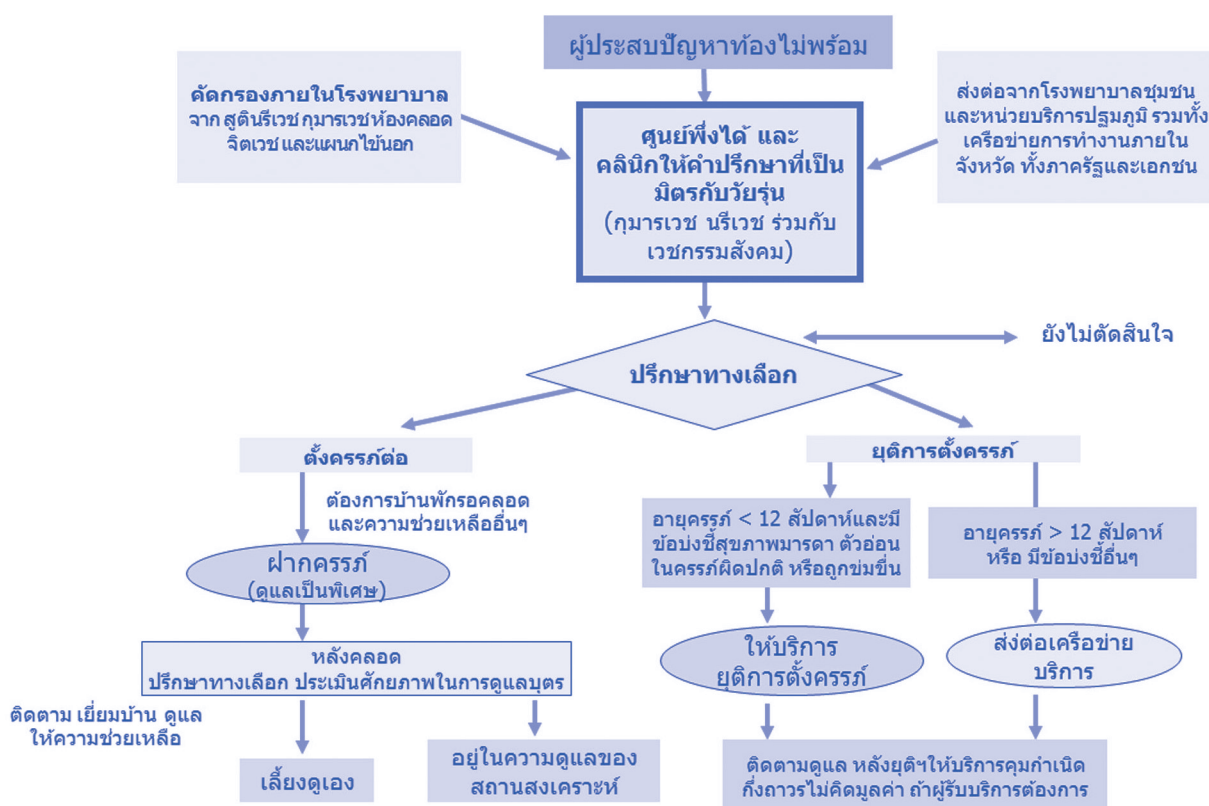 ผู้ประสบปัญหาท้องไม่พร้อม
คัดกรองภายในโรงพยาบาล
จาก สูตินรีเวช กุมารเวช ห้องคลอด
จิตเวช และแผนกไข้นอก
ส่งต่อจากโรงพยาบาลชุมชน
และหน่วยบริการปฐมภูมิ รวมทั้ง
เครือข่ายการทำงานภายใน
จังหวัด ทั้งภาครัฐและเอกชน
ศูนย์พึ่งได้ และ
คลินิกให้คำปรึกษาที่เป็น
มิตรกับวัยรุ่น
(กุมารเวช นรีเวช ร่วมกับ
เวชกรรมสังคม)
ยังไม่ตัดสินใจ
ปรึกษาทางเลือก
ตั้งครรภ์ต่อ
ยุติการตั้งครรภ์
ต้องการบ้านพักรอคลอด
และความช่วยเหลืออื่นๆ
อายุครรภ์ < 12 สัปดาห์และมี
ข้อบ่งชี้สุขภาพมารดา ตัวอ่อน
ในครรภ์ผิดปกติ หรือถูกข่มขืน
อายุครรภ์ > 12 สัปดาห์
หรือ มีข้อบ่งชี้อื่นๆ
ฝากครรภ์
(ดูแลเป็นพิเศษ)
ให้บริการ
ยุติการตั้งครรภ์
ส่งต่อเครือข่าย
บริการ
หลังคลอด
ปรึกษาทางเลือก ประเมินศักยภาพในการดูแลบุตร
ติดตาม เยี่ยมบ้าน ดูแล
ให้ความช่วยเหลือ
เลี้ยงดูเอง
อยู่ในความดูแลของ
สถานสงเคราะห์
ติดตามดูแล หลังยุติฯให้บริการคุมกำเนิด
กึ่งถาวรไม่คิดมูลค่า ถ้าผู้รับบริการต้องการ